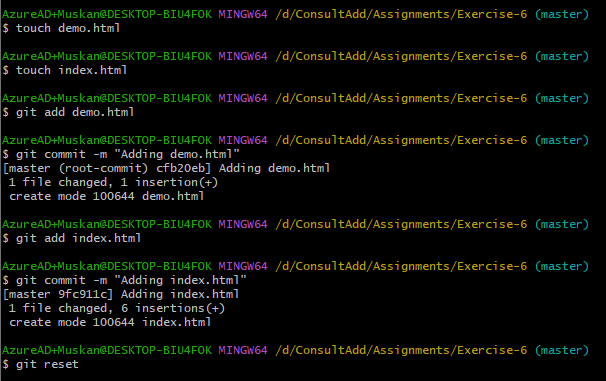 AzureAD+Muskan@DESKTOP-BIU4FOK MINGW64 /d/ConsultAdd/Assignments/Exercise-6 (master)
$ touch demo.html
AzureAD+Muskan@DESKTOP-BIU4FOK MINGW64 /d/ConsultAdd/Assignments/Exercise-6 (master)
$ touch index.html
AzureAD+Muskan@DESKTOP-BIU4FOK MINGW64 /d/ConsultAdd/Assignments/Exercise-6 (master)
$ git add demo.html
AzureAD+Muskan@DESKTOP-BIU4FOK MINGW64 /d/ConsultAdd/Assignments/Exercise-6 (master)
$ git commit -m "Adding demo.html"
[master (root-commit) cfb20eb] Adding demo.html
 1 file changed, 1 insertion(+)
 create mode 100644 demo.html
AzureAD+Muskan@DESKTOP-BIU4FOK MINGW64 /d/ConsultAdd/Assignments/Exercise-6 (master)
$ git add index.html
AzureAD+Muskan@DESKTOP-BIU4FOK MINGW64 /d/ConsultAdd/Assignments/Exercise-6 (master)
$ git commit -m "Adding index.html"
[master 9fc911c] Adding index.html
 1 file changed, 6 insertions(+)
 create mode 100644 index.html
AzureAD+Muskan@DESKTOP-BIU4FOK MINGW64 /d/ConsultAdd/Assignments/Exercise-6 (master)
$ git reset